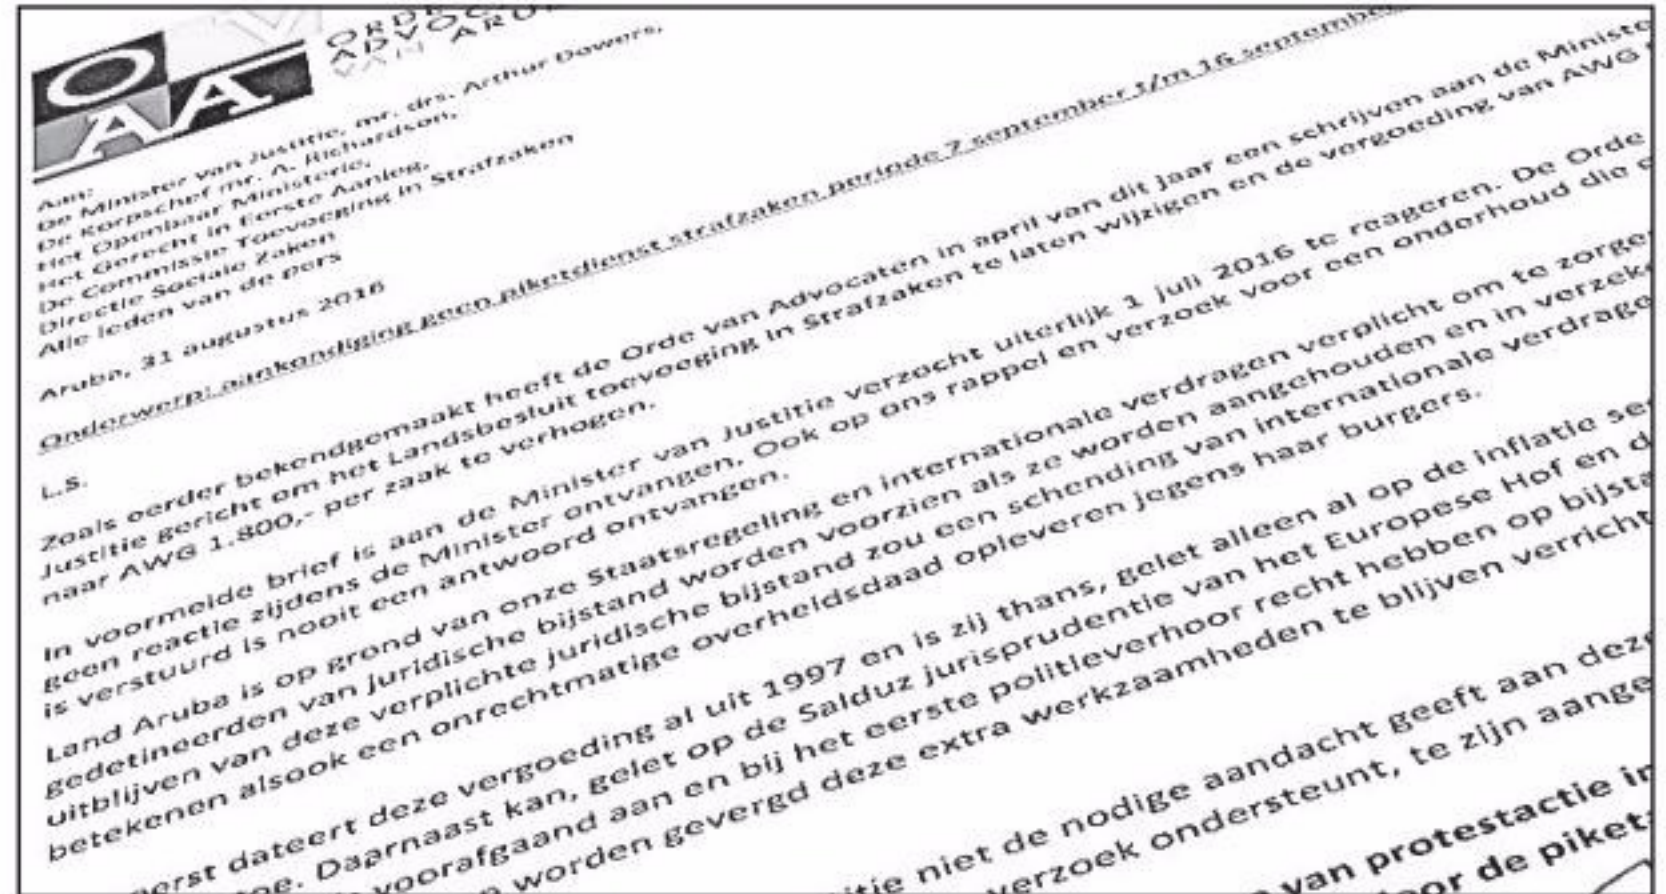 OAA
ADVOC
VAN ARU
Aan:
De Minister van Justitie, mr. drs. Arthur Dowers,
De Korpschef mr. A. Richardson,
Het Openbaar Ministerie,
Het Gerecht in Eerste Aanleg,
De Commissie Toevoeging in Strafzaken
Directie Sociale Zaken
Alle leden van de pers
Aruba, 31 augustus 2016
Onderwerp: aankondiging geen piketdienst strafzaken periode 7 september t/m 16 september
L.S.
Zoals eerder bekendgemaakt heeft de Orde van Advocaten in april van dit jaar een schrijven aan de Ministe
Justitie gericht om het Landsbesluit toevoeging in Strafzaken te laten wijzigen en de vergoeding van AWG
naar AWG 1.800,- per zaak te verhogen.
In voormelde brief is aan de Minister van Justitie verzocht uiterlijk 1 juli 2016 te reageren. De Orde
geen reactie zijdens de Minister ontvangen. Ook op ons rappel en verzoek voor een onderhoud die
is verstuurd is nooit een antwoord ontvangen.
Land Aruba is op grond van onze Staatsregeling en internationale verdragen verplicht om te zorge
gedetineerden van juridische bijstand worden voorzien als ze worden aangehouden en in verzek
uitblijven van deze verplichte juridische bijstand zou een schending van internationale verdrage
betekenen alsook een onrechtmatige overheidsdaad opleveren jegens haar burgers.
erst dateert deze vergoeding al uit 1997 en is zij thans, gelet alleen al op de inflatie se
oe. Daarnaast kan, gelet op de Salduz jurisprudentie van het Europese Hof en d
voorafgaand aan en bij het eerste politieverhoor recht hebben op bijsta
worden gevergd deze extra werkzaamheden te blijven verricht
itie niet de nodige aandacht geeft aan deze
verzoek ondersteunt, te zijn aange
van protestactie in
or de piket